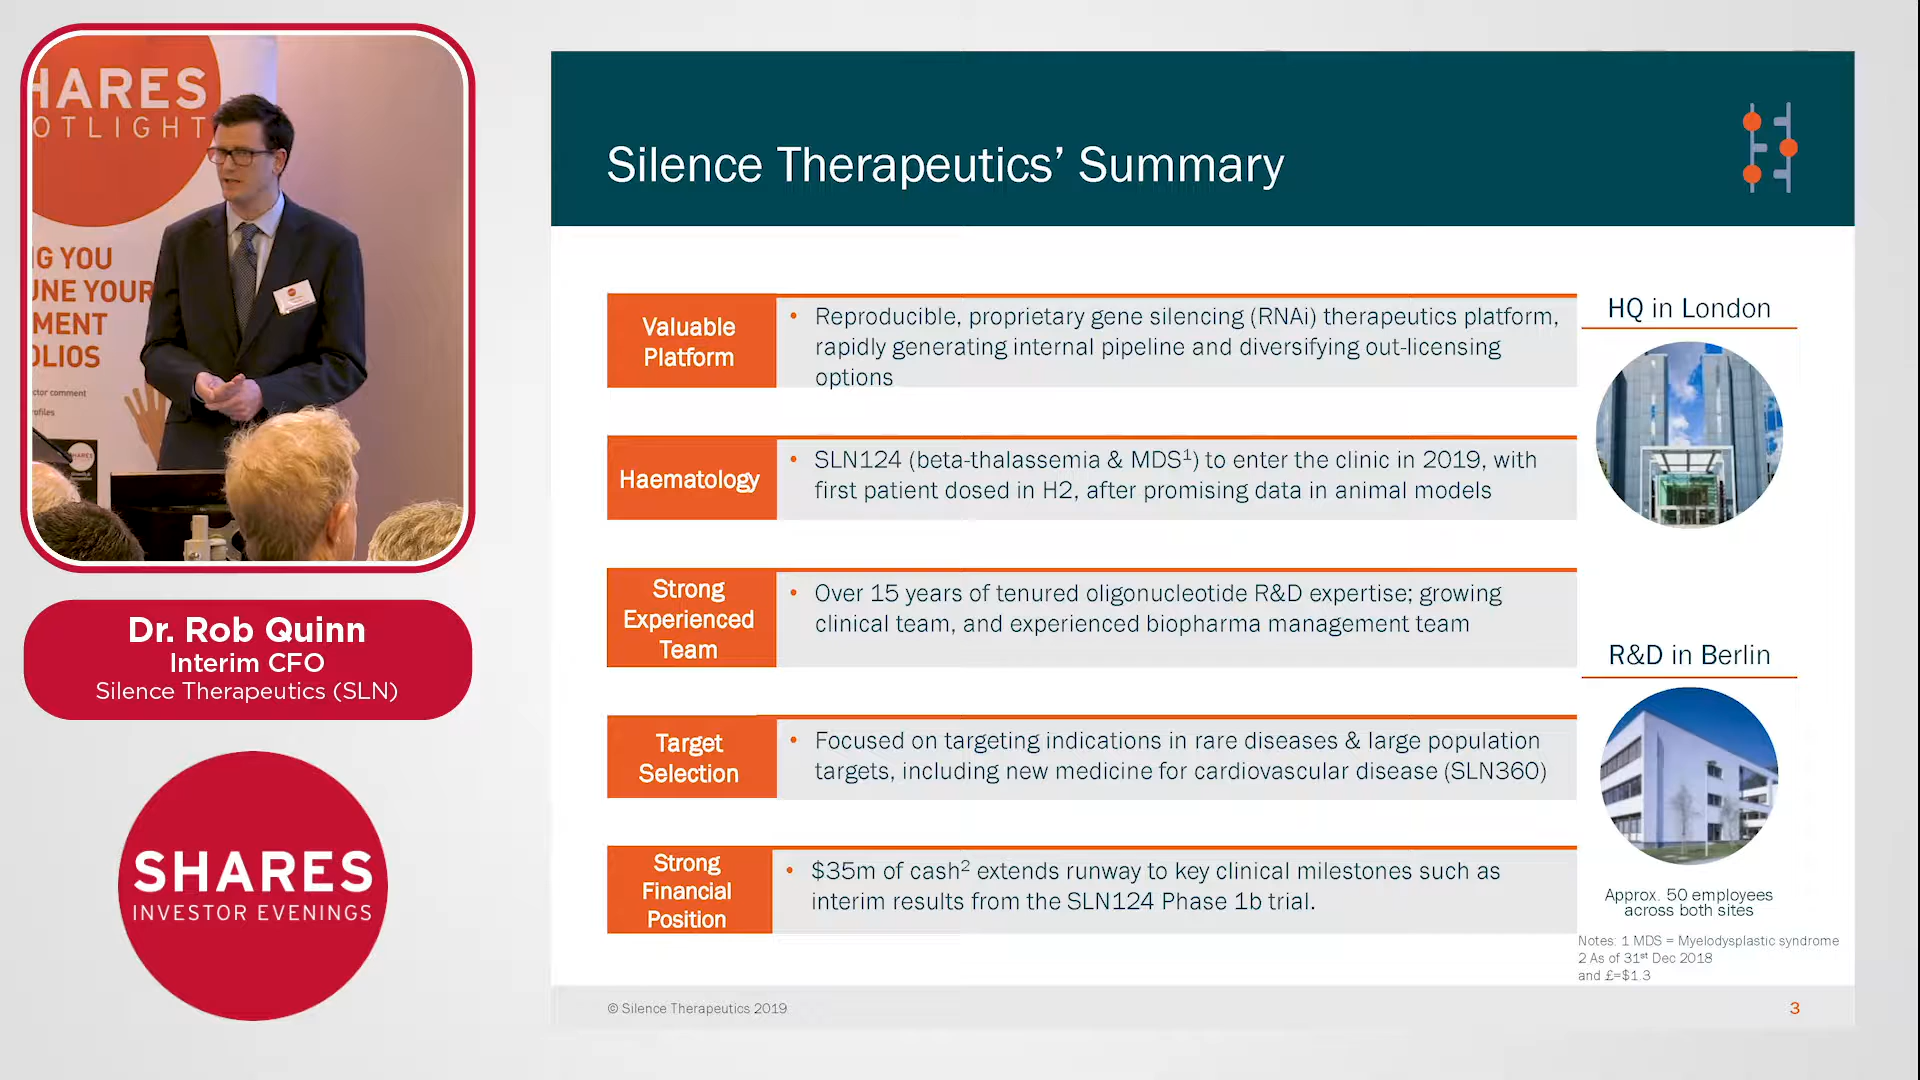 HARES
OTLIGHT
G YOU
UNE YOUR
MENT
OLIOS
ctor comment
ofiles
SHARES
Dr. Rob Quinn
Interim CFO
Silence Therapeutics (SLN)
SHARES
INVESTOR EVENINGS
Silence Therapeutics’ Summary
Valuable
Platform
• Reproducible, proprietary gene silencing (RNAi) therapeutics platform,
rapidly generating internal pipeline and diversifying out-licensing
options
Haematology
• SLN124 (beta-thalassemia & MDS¹) to enter the clinic in 2019, with
first patient dosed in H2, after promising data in animal models
Strong
Experienced
Team
• Over 15 years of tenured oligonucleotide R&D expertise; growing
clinical team, and experienced biopharma management team
Target
Selection
• Focused on targeting indications in rare diseases & large population
targets, including new medicine for cardiovascular disease (SLN360)
Strong
Financial
Position
• $35m of cash² extends runway to key clinical milestones such as
interim results from the SLN124 Phase 1b trial.
HQ in London
R&D in Berlin
Approx. 50 employees
across both sites
Notes: 1 MDS = Myelodysplastic syndrome
2 As of 31st Dec 2018
and £=$1.3
© Silence Therapeutics 2019
3